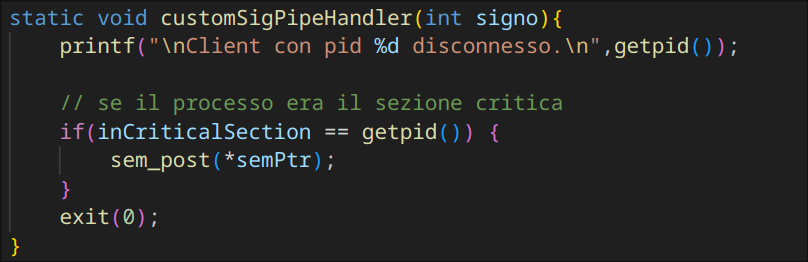 static void customSigPipeHandler(int signo){
    printf("\nClient con pid %d disconnesso.\n",getpid());

    // se il processo era il sezione critica
    if(inCriticalSection == getpid()) {
        sem_post(*semPtr);
    }
    exit(0);
}